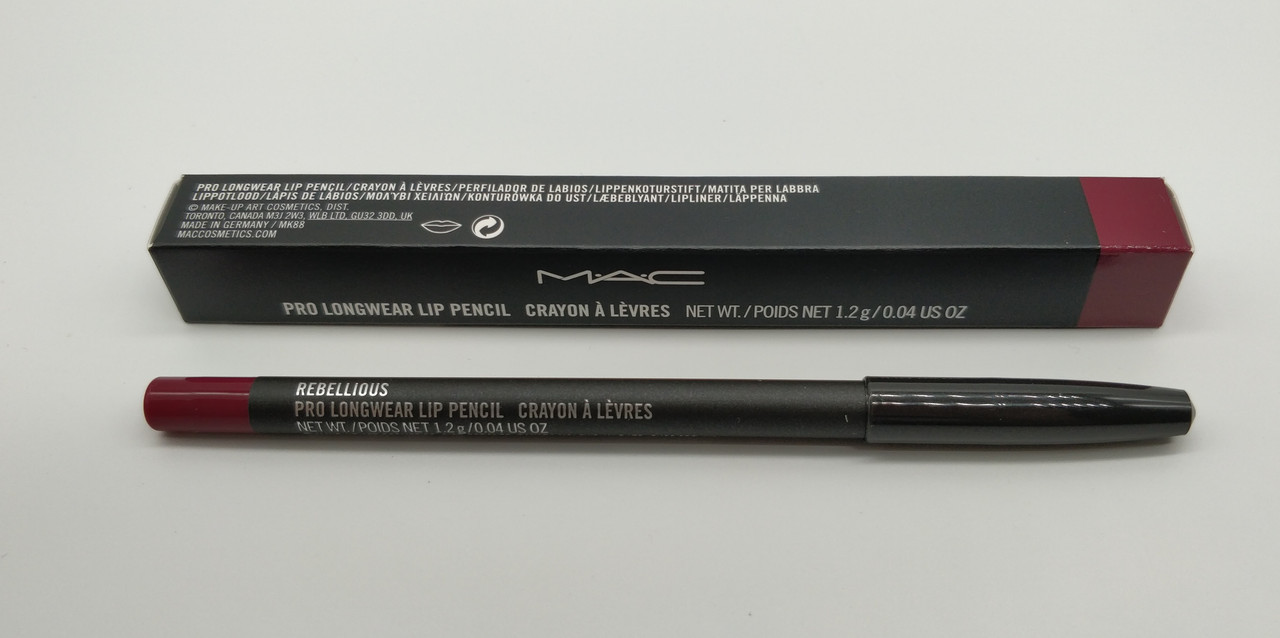 PRO LONGWEAR LIP PENCIL/CRAYON À LÈVRES/PERFILADOR DE LABIOS/LIPPENKOTURSTIFT/MATITA PER LABBRA
LIPPOTLOOD/LÁPIS DE LÁBIOS/ΜΟΛΥΒΙ ΧΕΙΛΙΩΝ/KONTURÓWKA DO UST/LÆBEBLYANT/LIPLINER/LÄPPENNA
© MAKE-UP ART COSMETICS, DIST.
TORONTO, CANADA M3J 2W3, WLB LTD, GU32 3DD, UK
MADE IN GERMANY / MK88
MACCOSMETICS.COM
M·A·C
PRO LONGWEAR LIP PENCIL CRAYON À LÈVRES NET WT. / POIDS NET 1.2 g / 0.04 US OZ
REBELLIOUS
PRO LONGWEAR LIP PENCIL CRAYON À LÈVRES
NET WT. / POIDS NET 1.2 g / 0.04 US OZ